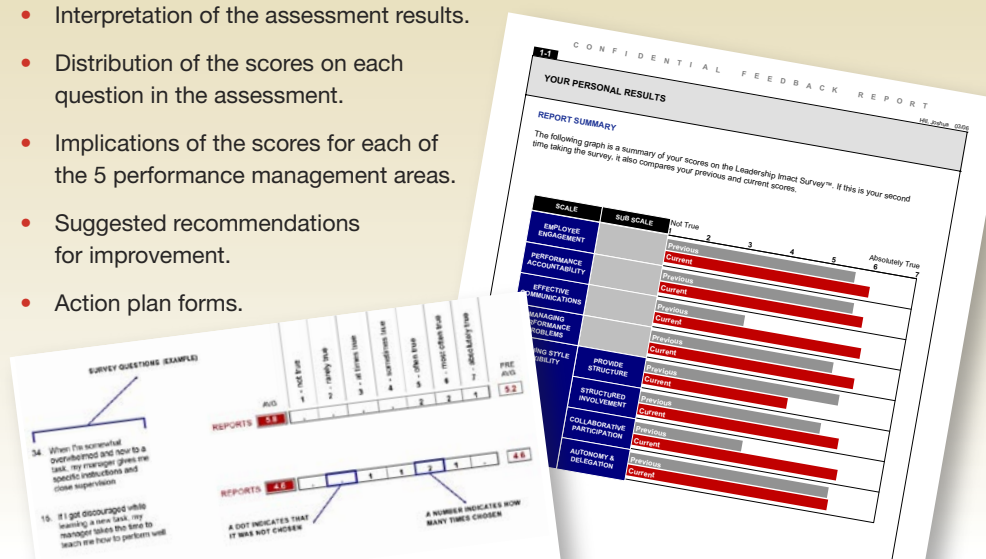 • Interpretation of the assessment results.
• Distribution of the scores on each
question in the assessment.
• Implications of the scores for each of
the 5 performance management areas.
• Suggested recommendations
for improvement.
• Action plan forms.
1-1
CONFIDENTIAL FEEDBACK REPORT
Hill, Joshua 03/06
YOUR PERSONAL RESULTS
REPORT SUMMARY
The following graph is a summary of your scores on the Leadership Imact Survey™. If this is your second
time taking the survey, it also compares your previous and current scores.
SCALE
SUB SCALE
Not True
Absolutely True
1 2 3 4 5 6 7
EMPLOYEE
ENGAGEMENT
Previous
Current
PERFORMANCE
ACCOUNTABILITY
Previous
Current
EFFECTIVE
COMMUNICATIONS
Previous
Current
MANAGING
RFORMANCE
ROBLEMS
Previous
Current
ING STYLE
IBILITY
PROVIDE
STRUCTURE
Previous
Current
STRUCTURED
INVOLVEMENT
Previous
Current
COLLABORATIVE
PARTICIPATION
Previous
Current
AUTONOMY &
DELEGATION
Previous
Current
SURVEY QUESTIONS (EXAMPLE)
AVG
1 - not true
2 - rarely true
3 - at times true
4 - sometimes true
5 - often true
6 - most often true
7 - absolutely true
PRE
AVG
34. When I'm somewhat
overwhelmed and new to a
task, my manager gives me
specific instructions and
close supervision
REPORTS 5.8 . . . . 2 2 1 5.2
15. If I got discouraged while
learning a new task, my
manager takes the time to
teach me how to perform well
REPORTS 4.6 . . 1 1 2 1 . 4.6
A DOT INDICATES THAT
IT WAS NOT CHOSEN
A NUMBER INDICATES HOW
MANY TIMES CHOSEN